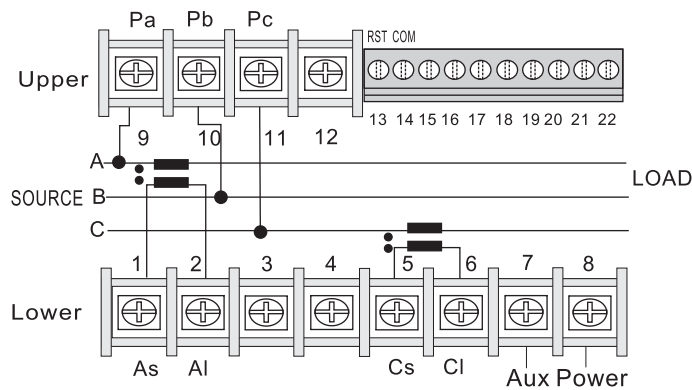 Pa Pb Pc
RST COM
Upper
9 10 11 12 13 14 15 16 17 18 19 20 21 22
A
SOURCE B LOAD
C
1 2 3 4 5 6 7 8
Lower
As Al Cs Cl Aux Power